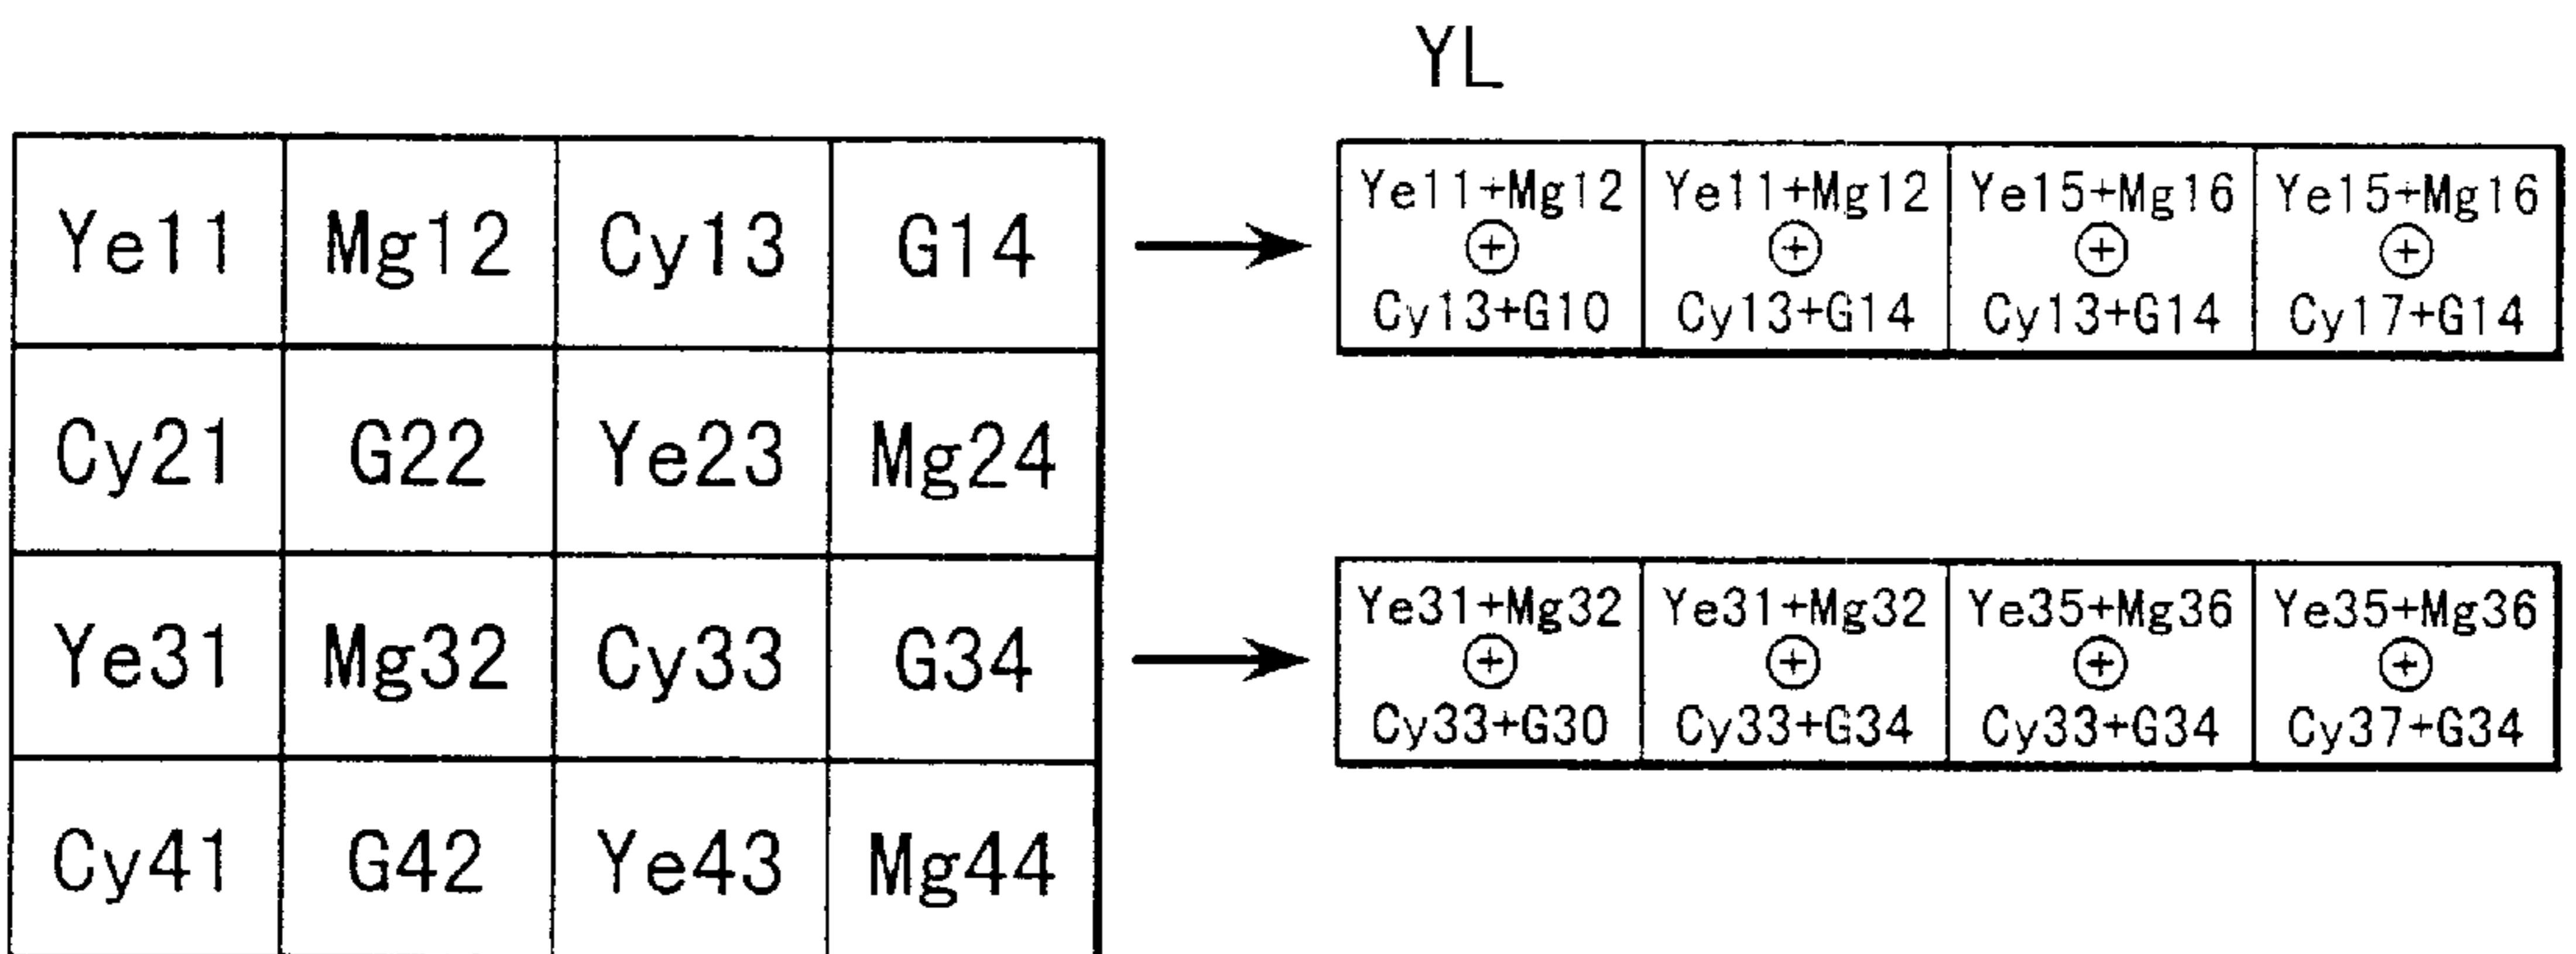 YL
Ye11 Mg12 Cy13 G14
Ye11+Mg12 Ye11+Mg12 Ye15+Mg16 Ye15+Mg16
⊕ ⊕ ⊕ ⊕
Cy13+G10 Cy13+G14 Cy13+G14 Cy17+G14
Cy21 G22 Ye23 Mg24
Ye31 Mg32 Cy33 G34
Ye31+Mg32 Ye31+Mg32 Ye35+Mg36 Ye35+Mg36
⊕ ⊕ ⊕ ⊕
Cy33+G30 Cy33+G34 Cy33+G34 Cy37+G34
Cy41 G42 Ye43 Mg44